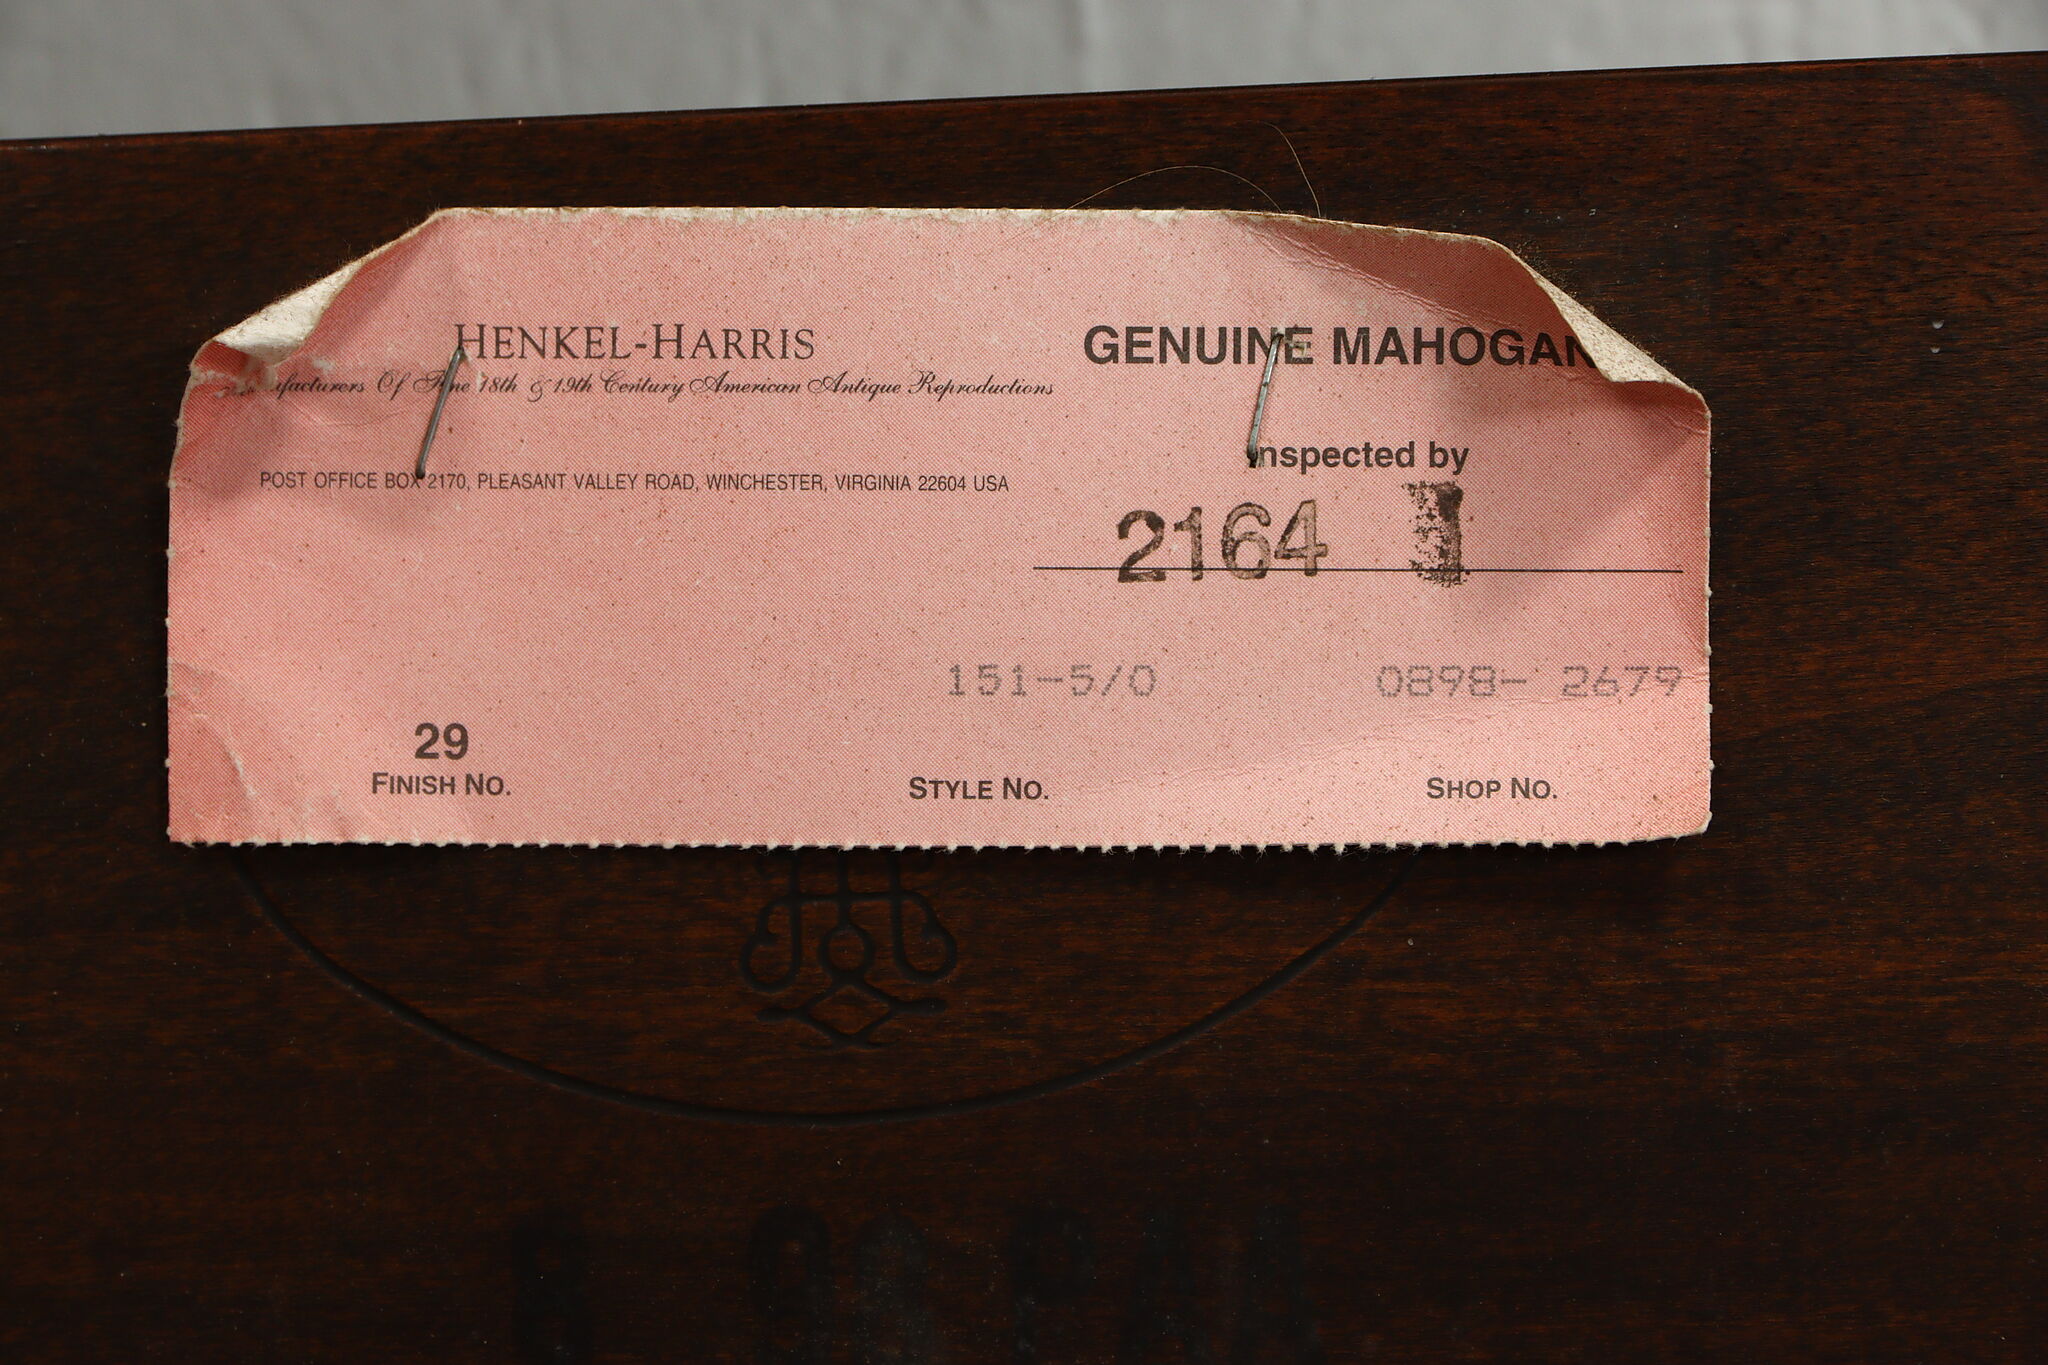 HENKEL-HARRIS
Of Fine 18th & 19th Century American Antique Reproductions
POST OFFICE BOX 2170, PLEASANT VALLEY ROAD, WINCHESTER, VIRGINIA 22604 USA
GENUINE MAHOGAN
Inspected by
2164
151-5/0
0898- 2679
29
FINISH NO.
STYLE NO.
SHOP NO.